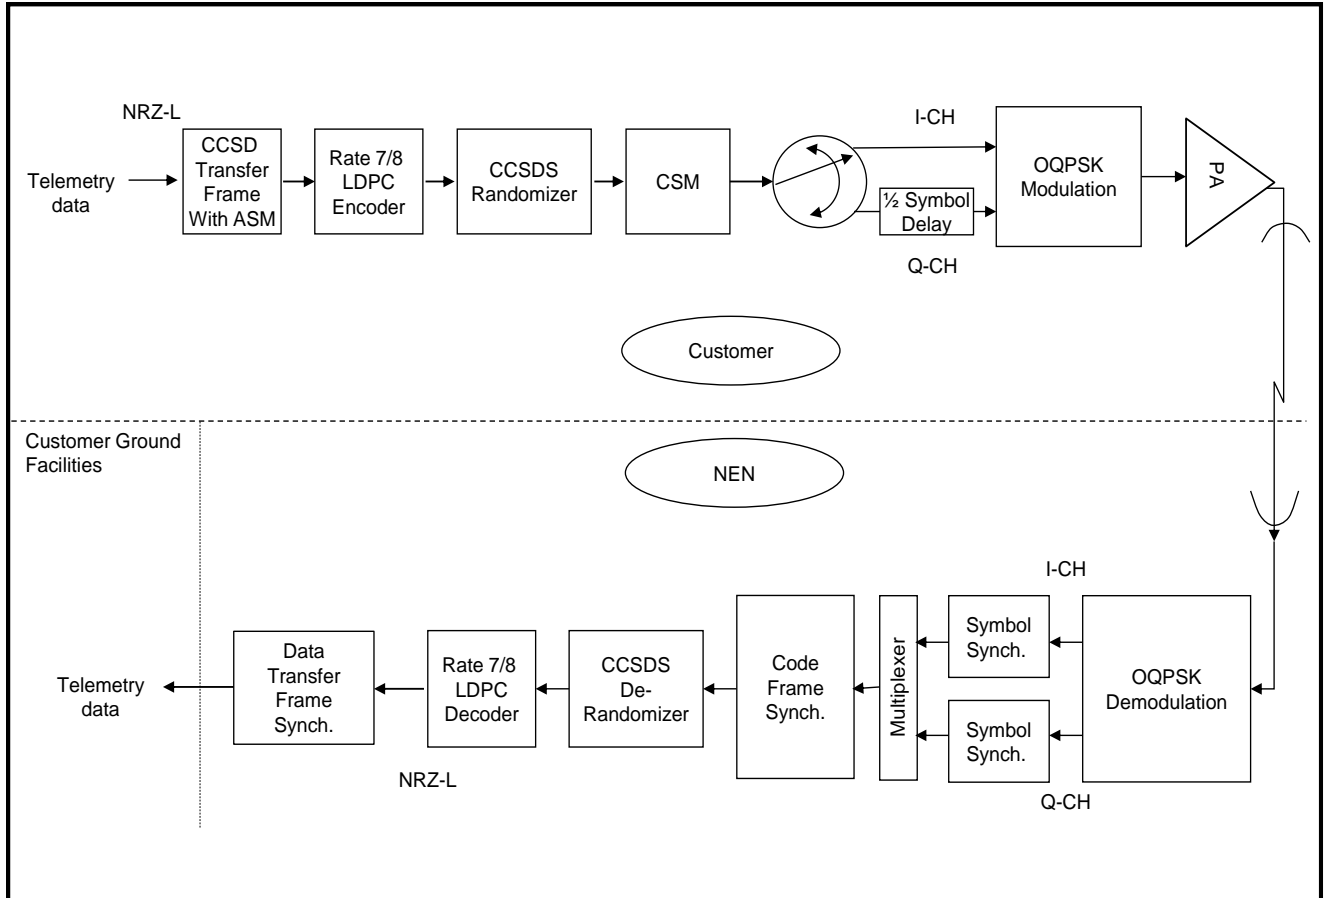 NRZ-L
Telemetry
data
CCSD
Transfer
Frame
With ASM
Rate 7/8
LDPC
Encoder
CCSDS
Randomizer
CSM
I-CH
½ Symbol
Delay
Q-CH
OQPSK
Modulation
PA
Customer
Customer Ground
Facilities
NEN
I-CH
OQPSK
Demodulation
Symbol
Synch.
Symbol
Synch.
Q-CH
Multiplexer
Code
Frame
Synch.
CCSDS
De-
Randomizer
Rate 7/8
LDPC
Decoder
NRZ-L
Data
Transfer
Frame
Synch.
Telemetry
data